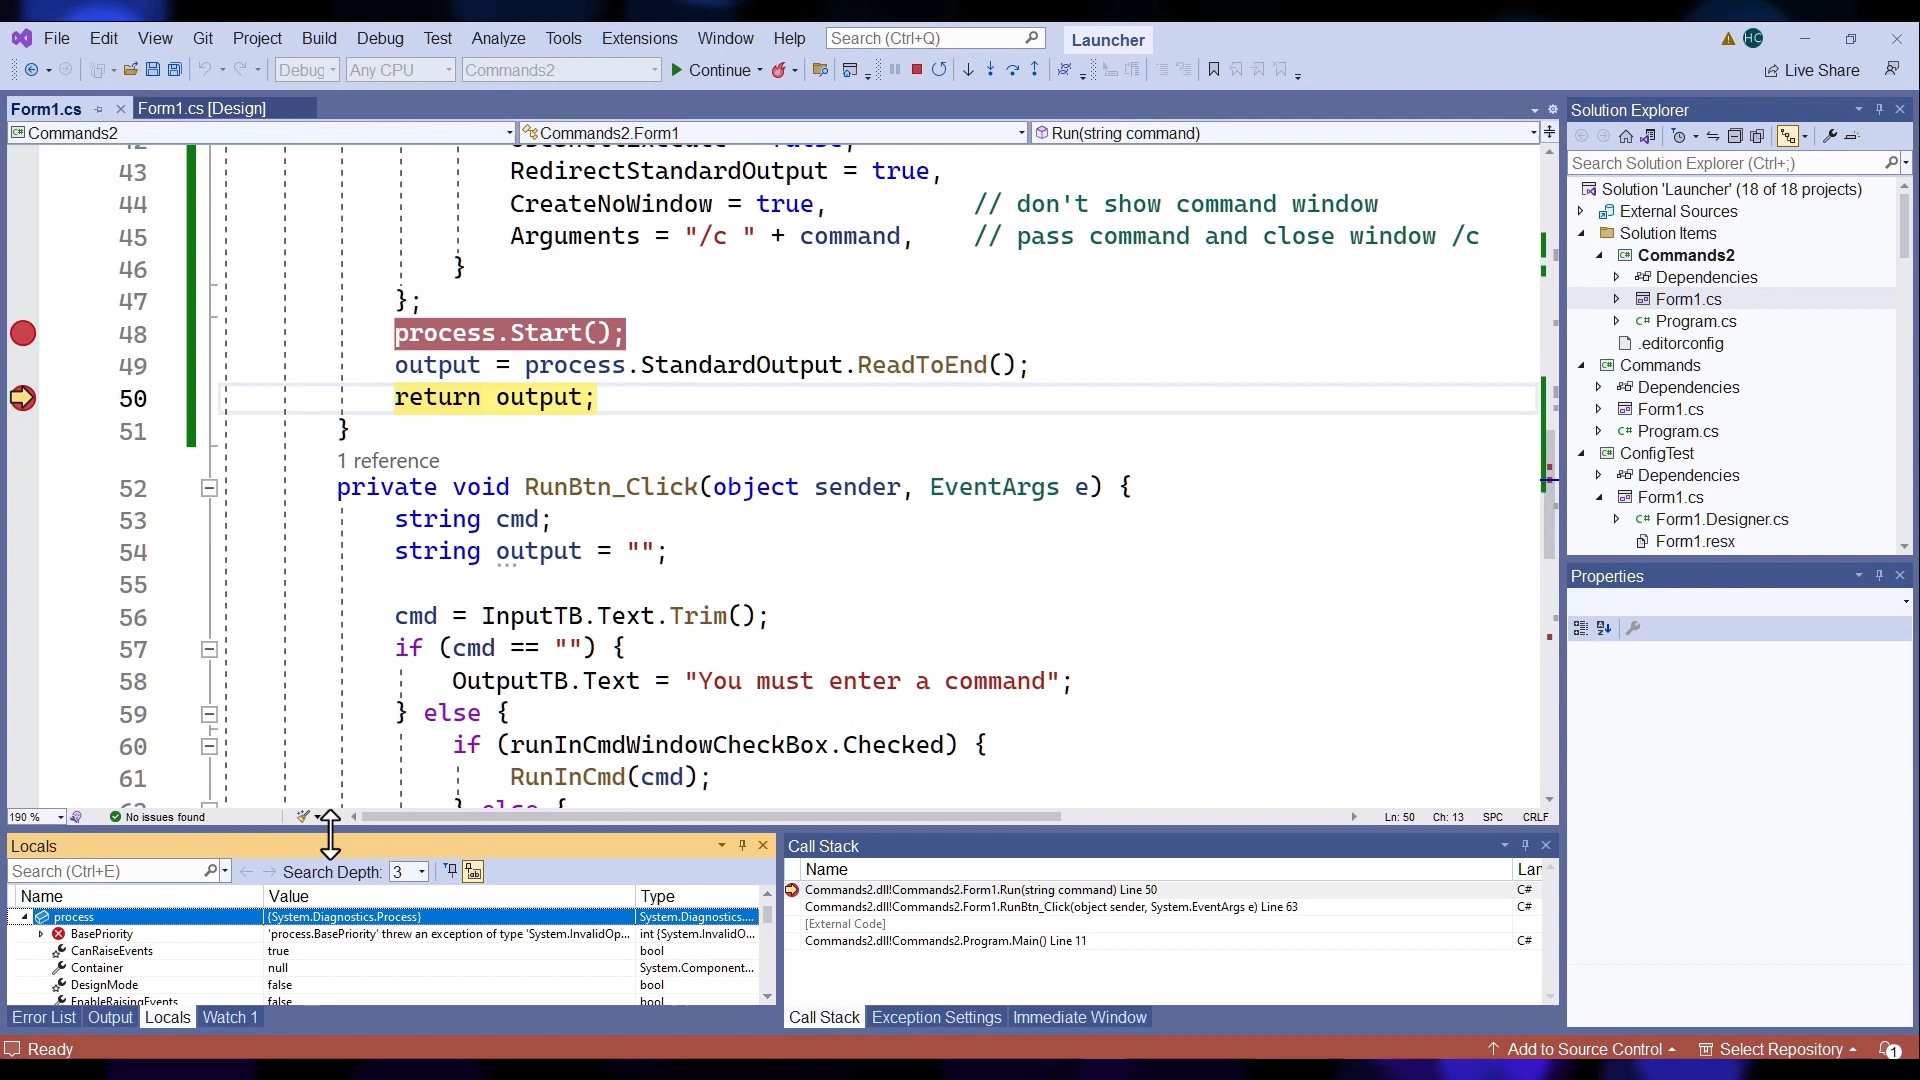 File Edit View Git Project Build Debug Test Analyze Tools Extensions Window Help Search (Ctrl+Q) Launcher HC
Debug Any CPU Commands2 Continue Live Share
Form1.cs Form1.cs [Design]
Commands2 Commands2.Form1 Run(string command)
43 RedirectStandardOutput = true,
44 CreateNoWindow = true, // don't show command window
45 Arguments = "/c " + command, // pass command and close window /c
46 }
47 };
48 process.Start();
49 output = process.StandardOutput.ReadToEnd();
50 return output;
51 }
1 reference
52 private void RunBtn_Click(object sender, EventArgs e) {
53 string cmd;
54 string output = "";
55
56 cmd = InputTB.Text.Trim();
57 if (cmd == "") {
58 OutputTB.Text = "You must enter a command";
59 } else {
60 if (runInCmdWindowCheckBox.Checked) {
61 RunInCmd(cmd);
} else {
190 % No issues found Ln: 50 Ch: 13 SPC CRLF
Solution Explorer
Search Solution Explorer (Ctrl+;)
Solution 'Launcher' (18 of 18 projects)
External Sources
Solution Items
Commands2
Dependencies
Form1.cs
Program.cs
.editorconfig
Commands
Dependencies
Form1.cs
Program.cs
ConfigTest
Dependencies
Form1.cs
Form1.Designer.cs
Form1.resx
Properties
Locals
Search (Ctrl+E) Search Depth: 3
Name Value Type
process {System.Diagnostics.Process} System.Diagnostics....
BasePriority 'process.BasePriority' threw an exception of type 'System.InvalidOp... int {System.InvalidO...
CanRaiseEvents true bool
Container null System.Component...
DesignMode false bool
EnableRaisingEvents false bool
Error List Output Locals Watch 1
Call Stack
Name Lan
Commands2.dll!Commands2.Form1.Run(string command) Line 50 C#
Commands2.dll!Commands2.Form1.RunBtn_Click(object sender, System.EventArgs e) Line 63 C#
[External Code]
Commands2.dll!Commands2.Program.Main() Line 11 C#
Call Stack Exception Settings Immediate Window
Ready Add to Source Control Select Repository 1